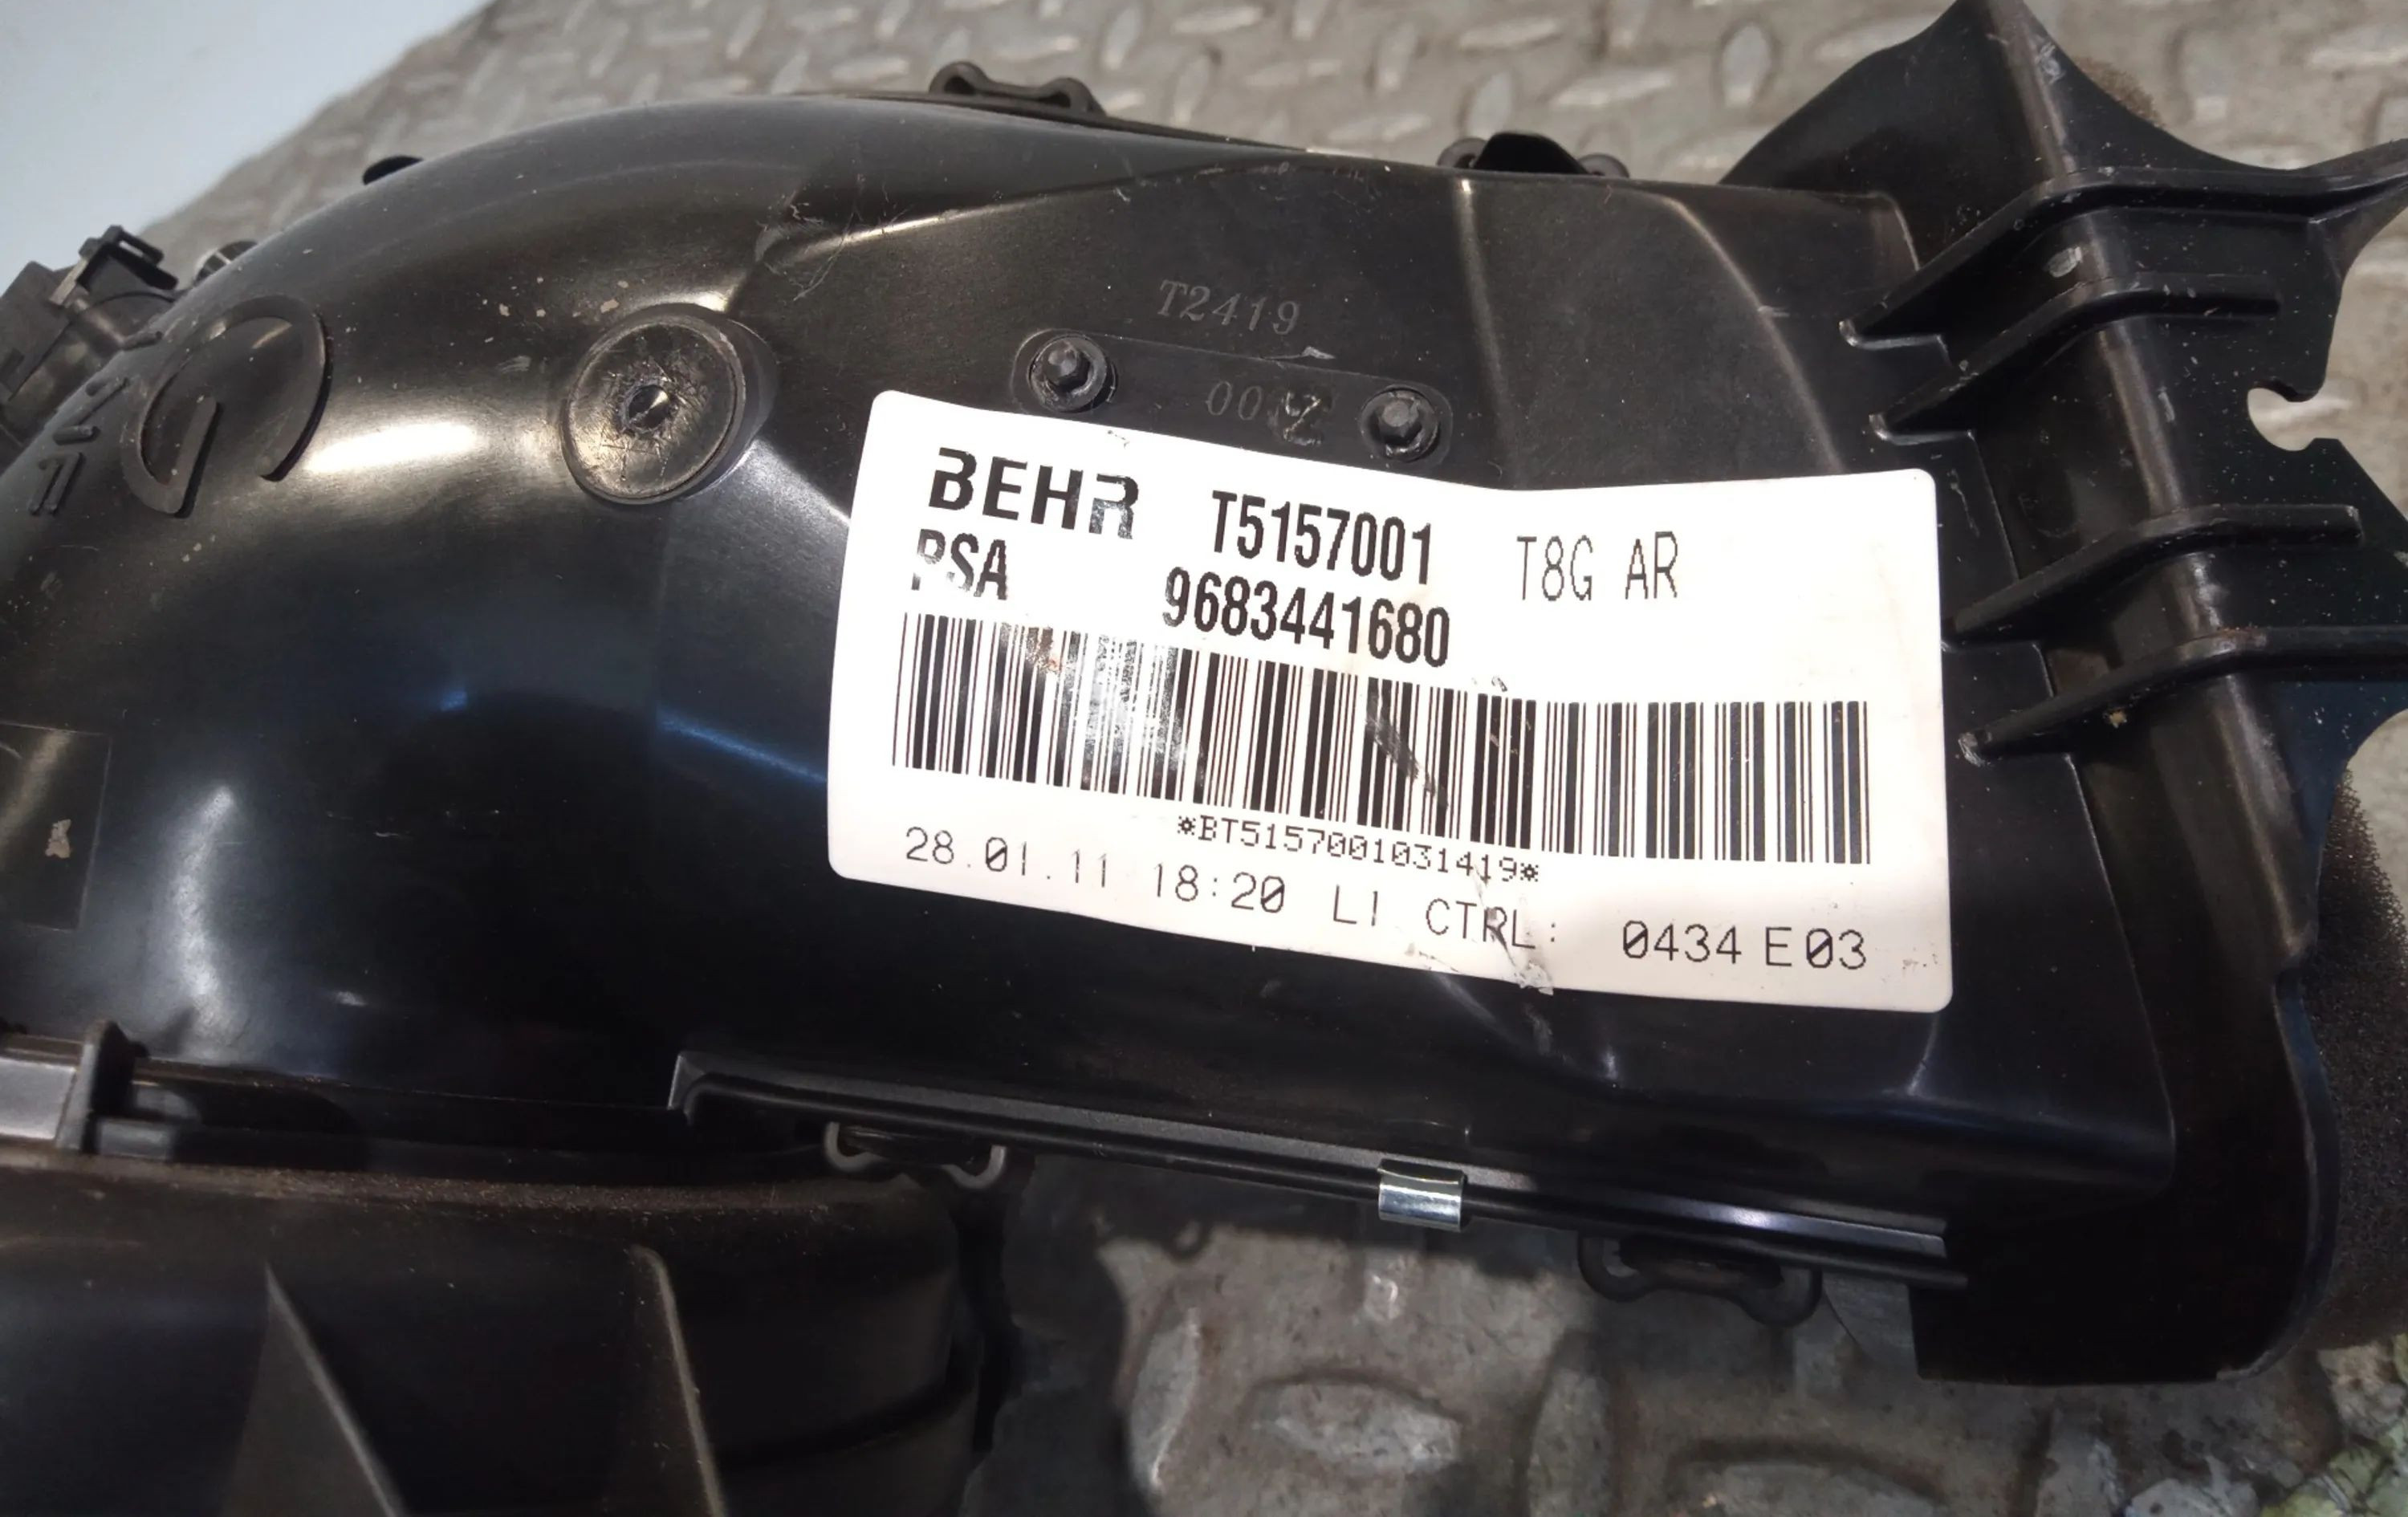 T2419
BEHR T5157001 T8G AR
PSA 9683441680
*BT5157001031419*
28.01.11 18:20 LI CTRL: 0434 E03